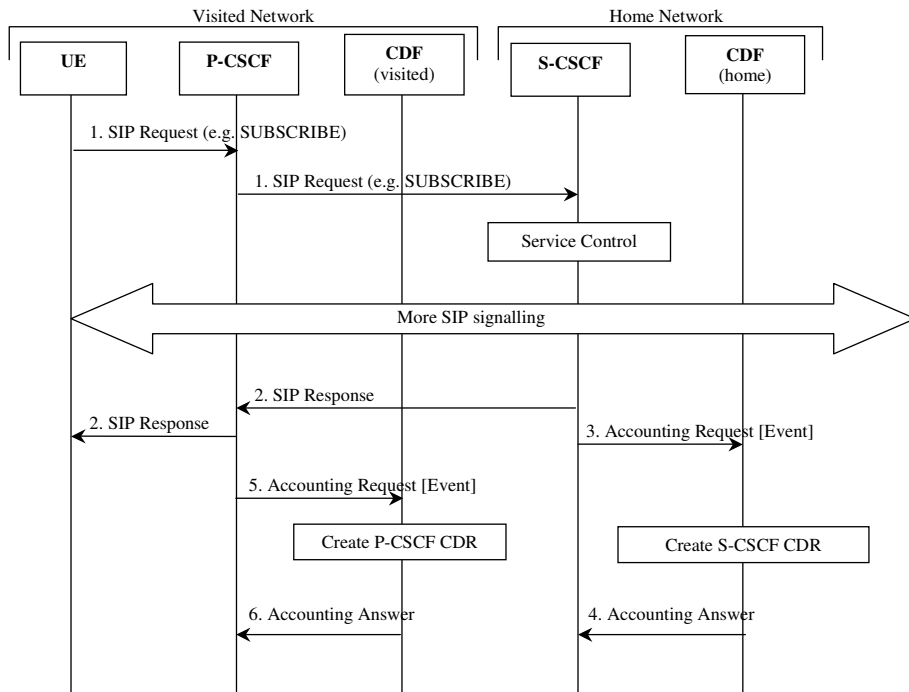 Visited Network
Home Network
UE
P-CSCF
CDF
(visited)
S-CSCF
CDF
(home)
1. SIP Request (e.g. SUBSCRIBE)
1. SIP Request (e.g. SUBSCRIBE)
Service Control
More SIP signalling
2. SIP Response
2. SIP Response
3. Accounting Request [Event]
5. Accounting Request [Event]
Create P-CSCF CDR
Create S-CSCF CDR
6. Accounting Answer
4. Accounting Answer